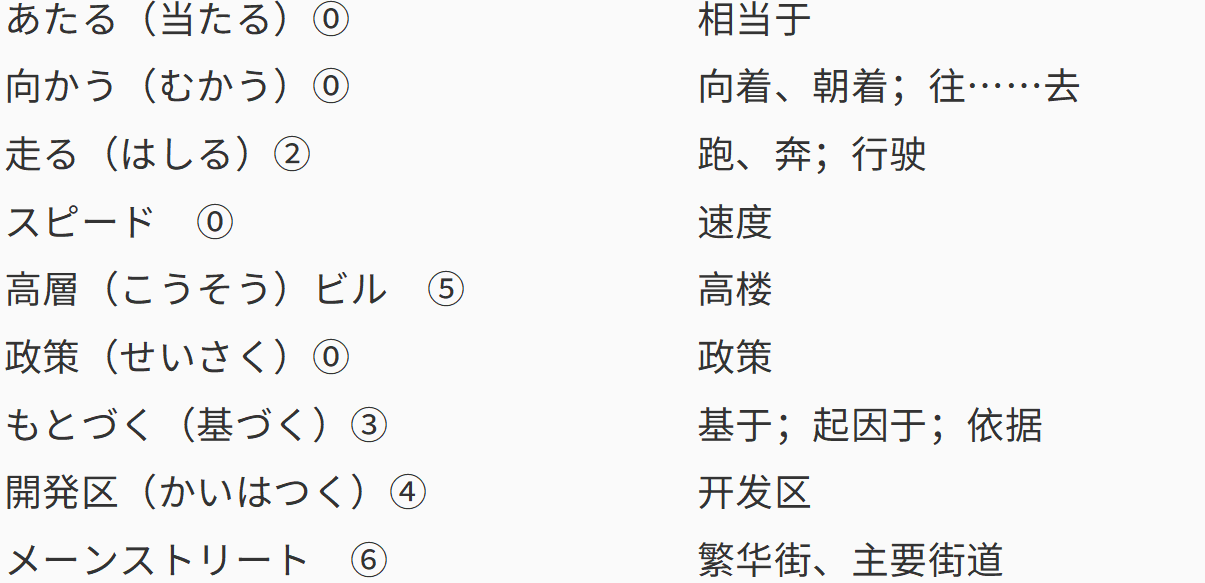 あたる（当たる）⓪ 相当于
向かう（むかう）⓪ 向着、朝着；往……去
走る（はしる）② 跑、奔；行驶
スピード ⓪ 速度
高層（こうそう）ビル ⑤ 高楼
政策（せいさく）⓪ 政策
もとづく（基づく）③ 基于；起因于；依据
開発区（かいはつく）④ 开发区
メーンストリート ⑥ 繁华街、主要街道